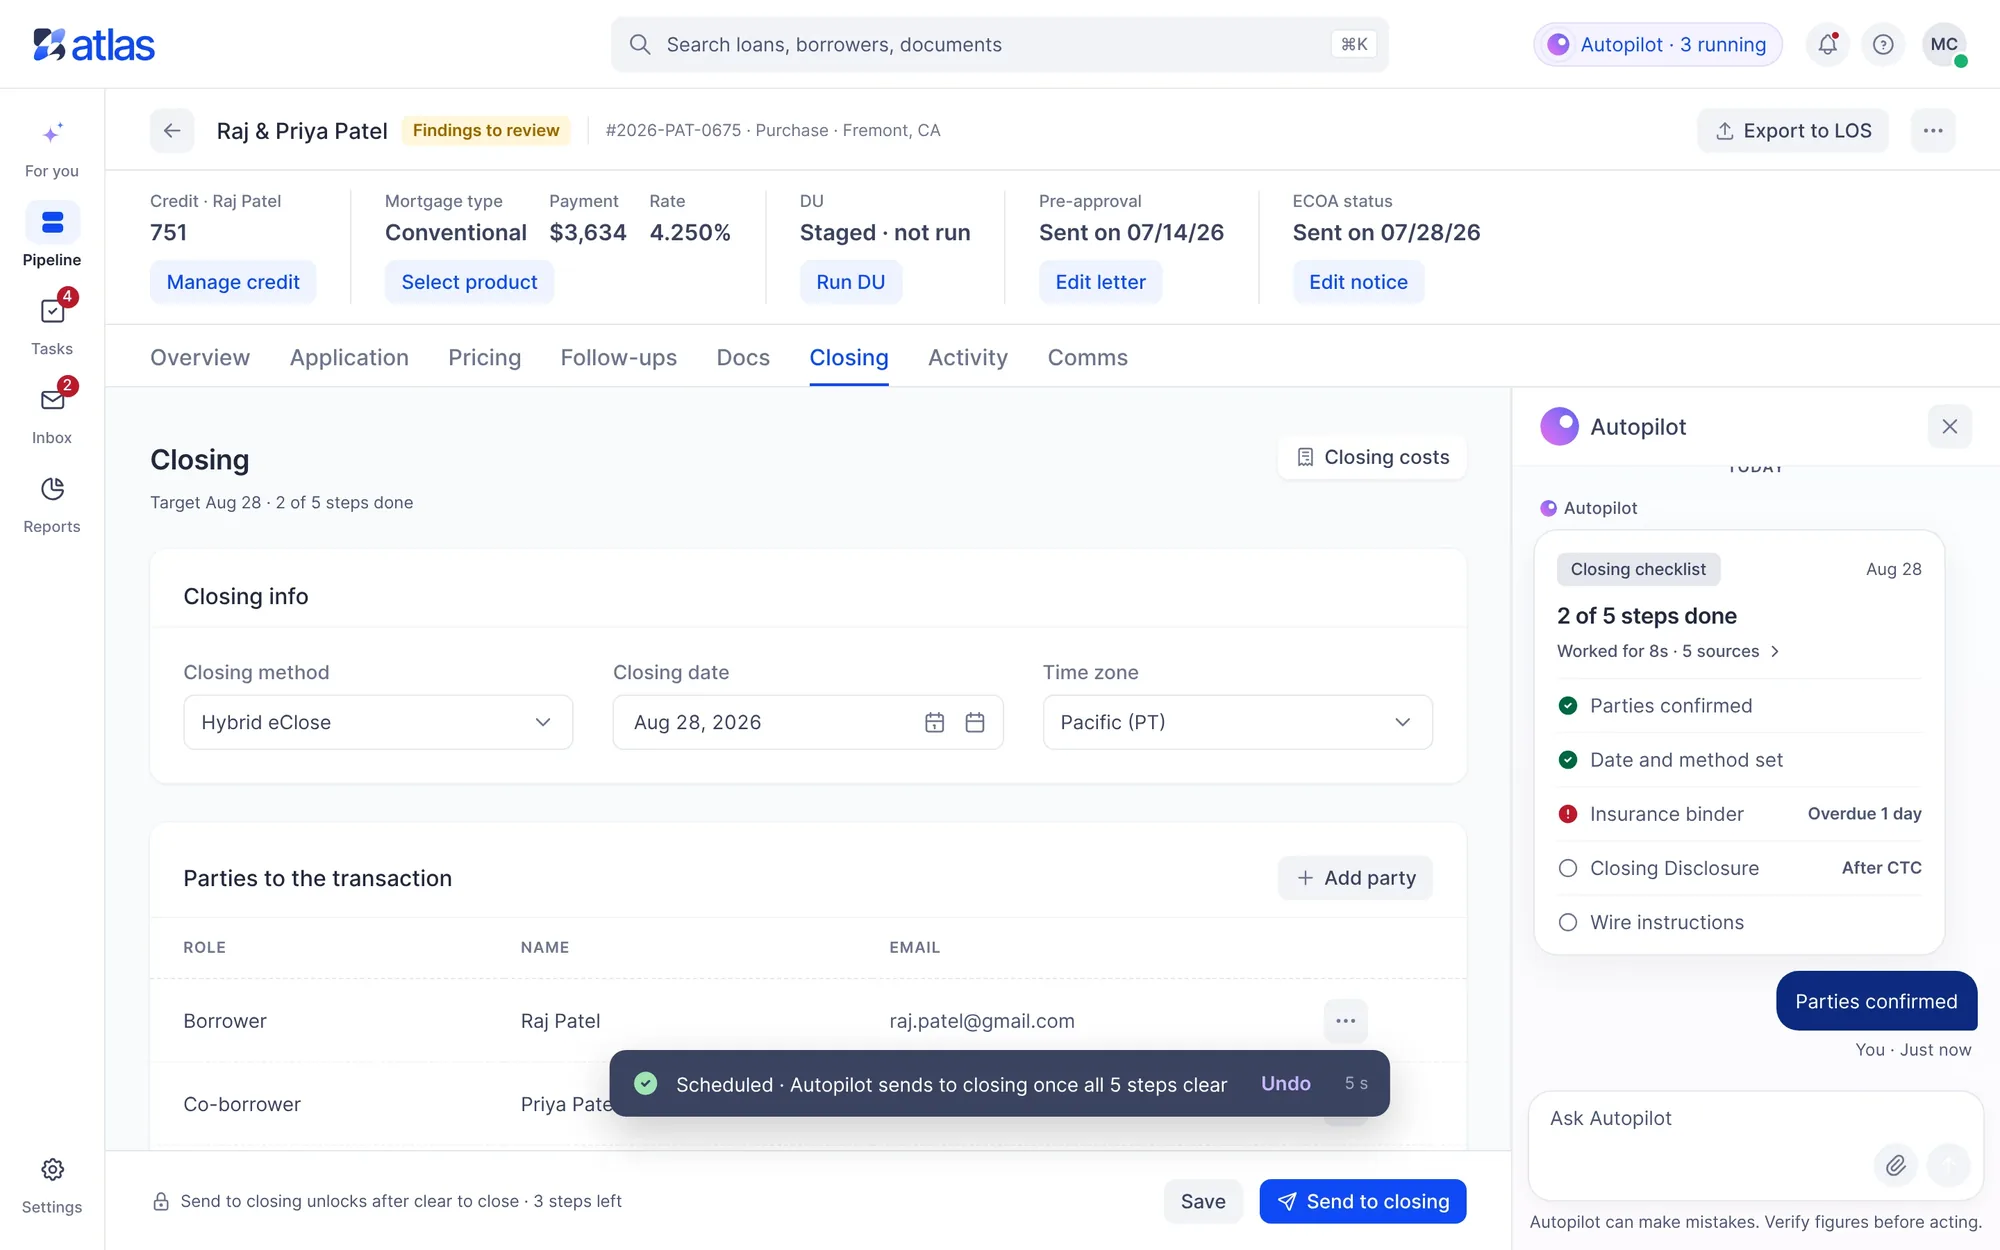 atlas
Search loans, borrowers, documents
⌘K
Autopilot · 3 running
MC
For you
Pipeline
4
Tasks
2
Inbox
Reports
Settings
Raj & Priya Patel
Findings to review
#2026-PAT-0675 · Purchase · Fremont, CA
Export to LOS
Credit · Raj Patel
751
Manage credit
Mortgage type
Conventional
Payment
$3,634
Rate
4.250%
Select product
DU
Staged · not run
Run DU
Pre-approval
Sent on 07/14/26
Edit letter
ECOA status
Sent on 07/28/26
Edit notice
Overview
Application
Pricing
Follow-ups
Docs
Closing
Activity
Comms
Closing
Target Aug 28 · 2 of 5 steps done
Closing costs
Closing info
Closing method
Hybrid eClose
Closing date
Aug 28, 2026
Time zone
Pacific (PT)
Parties to the transaction
Add party
ROLE
NAME
EMAIL
Borrower
Raj Patel
raj.patel@gmail.com
Co-borrower
Priya Pate
Scheduled · Autopilot sends to closing once all 5 steps clear
Undo
5 s
Send to closing unlocks after clear to close · 3 steps left
Save
Send to closing
Autopilot
TODAY
Autopilot
Closing checklist
Aug 28
2 of 5 steps done
Worked for 8s · 5 sources
Parties confirmed
Date and method set
Insurance binder
Overdue 1 day
Closing Disclosure
After CTC
Wire instructions
Parties confirmed
You · Just now
Ask Autopilot
Autopilot can make mistakes. Verify figures before acting.